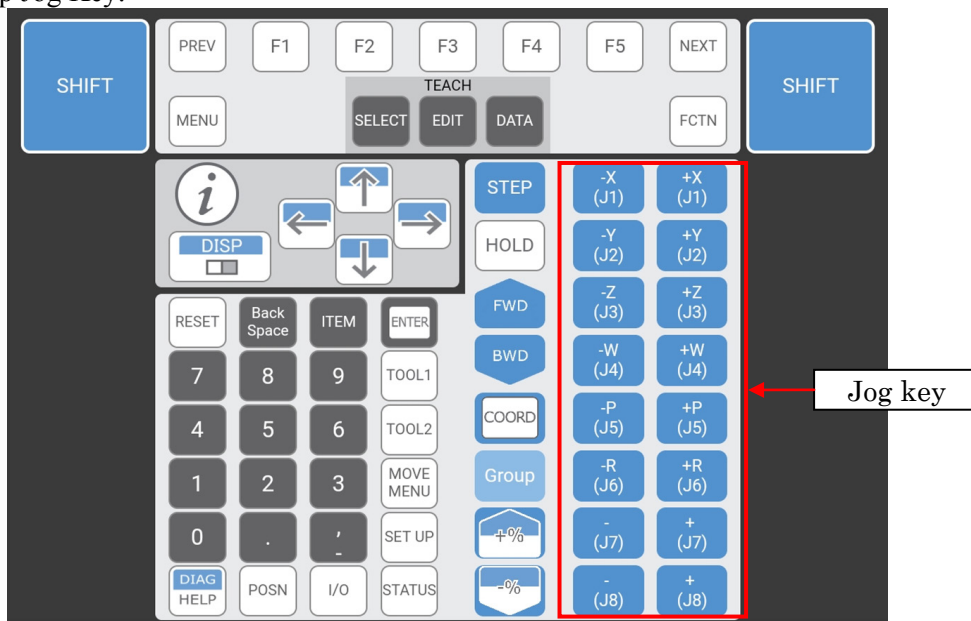 Jog Key.
PREV F1 F2 F3 F4 F5 NEXT
SHIFT SHIFT
TEACH
MENU SELECT EDIT DATA FCTN
i
DISP
STEP
HOLD
FWD
BWD
COORD
Group
+%
-%
-X
(J1)
+X
(J1)
-Y
(J2)
+Y
(J2)
-Z
(J3)
+Z
(J3)
-W
(J4)
+W
(J4)
-P
(J5)
+P
(J5)
-R
(J6)
+R
(J6)
-
(J7)
+
(J7)
-
(J8)
+
(J8)
Jog key
RESET
Back
Space
ITEM
ENTER
7 8 9 TOOL1
4 5 6 TOOL2
1 2 3
MOVE
MENU
0 . ,
-
SET UP
DIAG
HELP
POSN I/O STATUS